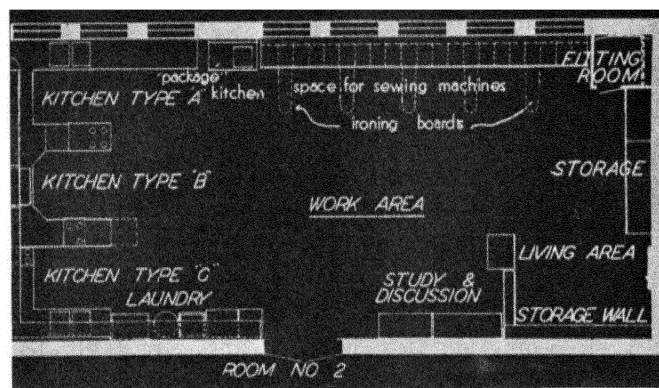 FITTING
ROOM
"package"
kitchen
space for sewing machines
KITCHEN TYPE "A"
ironing boards
KITCHEN TYPE "B"
STORAGE
WORK AREA
LIVING AREA
KITCHEN TYPE "C"
STUDY &
DISCUSSION
LAUNDRY
STORAGE WALL
ROOM NO 2